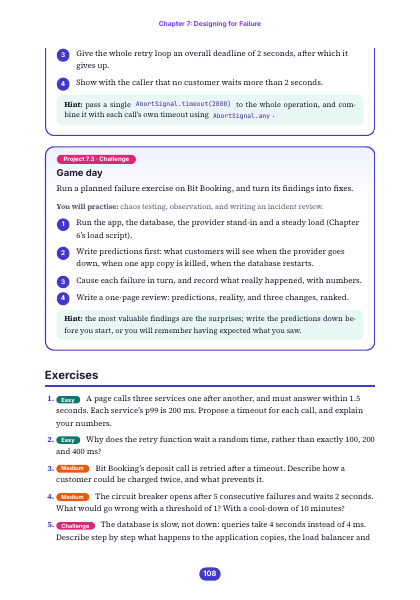 Chapter 7: Designing for Failure
3 Give the whole retry loop an overall deadline of 2 seconds, after which it
gives up.
4 Show with the caller that no customer waits more than 2 seconds.
Hint: pass a single AbortSignal.timeout(2000) to the whole operation, and com-
bine it with each call's own timeout using AbortSignal.any.
Project 7.3 · Challenge
Game day
Run a planned failure exercise on Bit Booking, and turn its findings into fixes.
You will practise: chaos testing, observation, and writing an incident review.
1 Run the app, the database, the provider stand-in and a steady load (Chapter
6's load script).
2 Write predictions first: what customers will see when the provider goes
down, when one app copy is killed, when the database restarts.
3 Cause each failure in turn, and record what really happened, with numbers.
4 Write a one-page review: predictions, reality, and three changes, ranked.
Hint: the most valuable findings are the surprises; write the predictions down be-
fore you start, or you will remember having expected what you saw.
Exercises
1. Easy A page calls three services one after another, and must answer within 1.5
seconds. Each service's p99 is 200 ms. Propose a timeout for each call, and explain
your numbers.
2. Easy Why does the retry function wait a random time, rather than exactly 100, 200
and 400 ms?
3. Medium Bit Booking's deposit call is retried after a timeout. Describe how a
customer could be charged twice, and what prevents it.
4. Medium The circuit breaker opens after 5 consecutive failures and waits 2 seconds.
What would go wrong with a threshold of 1? With a cool-down of 10 minutes?
5. Challenge The database is slow, not down: queries take 4 seconds instead of 4 ms.
Describe step by step what happens to the application copies, the load balancer and
108